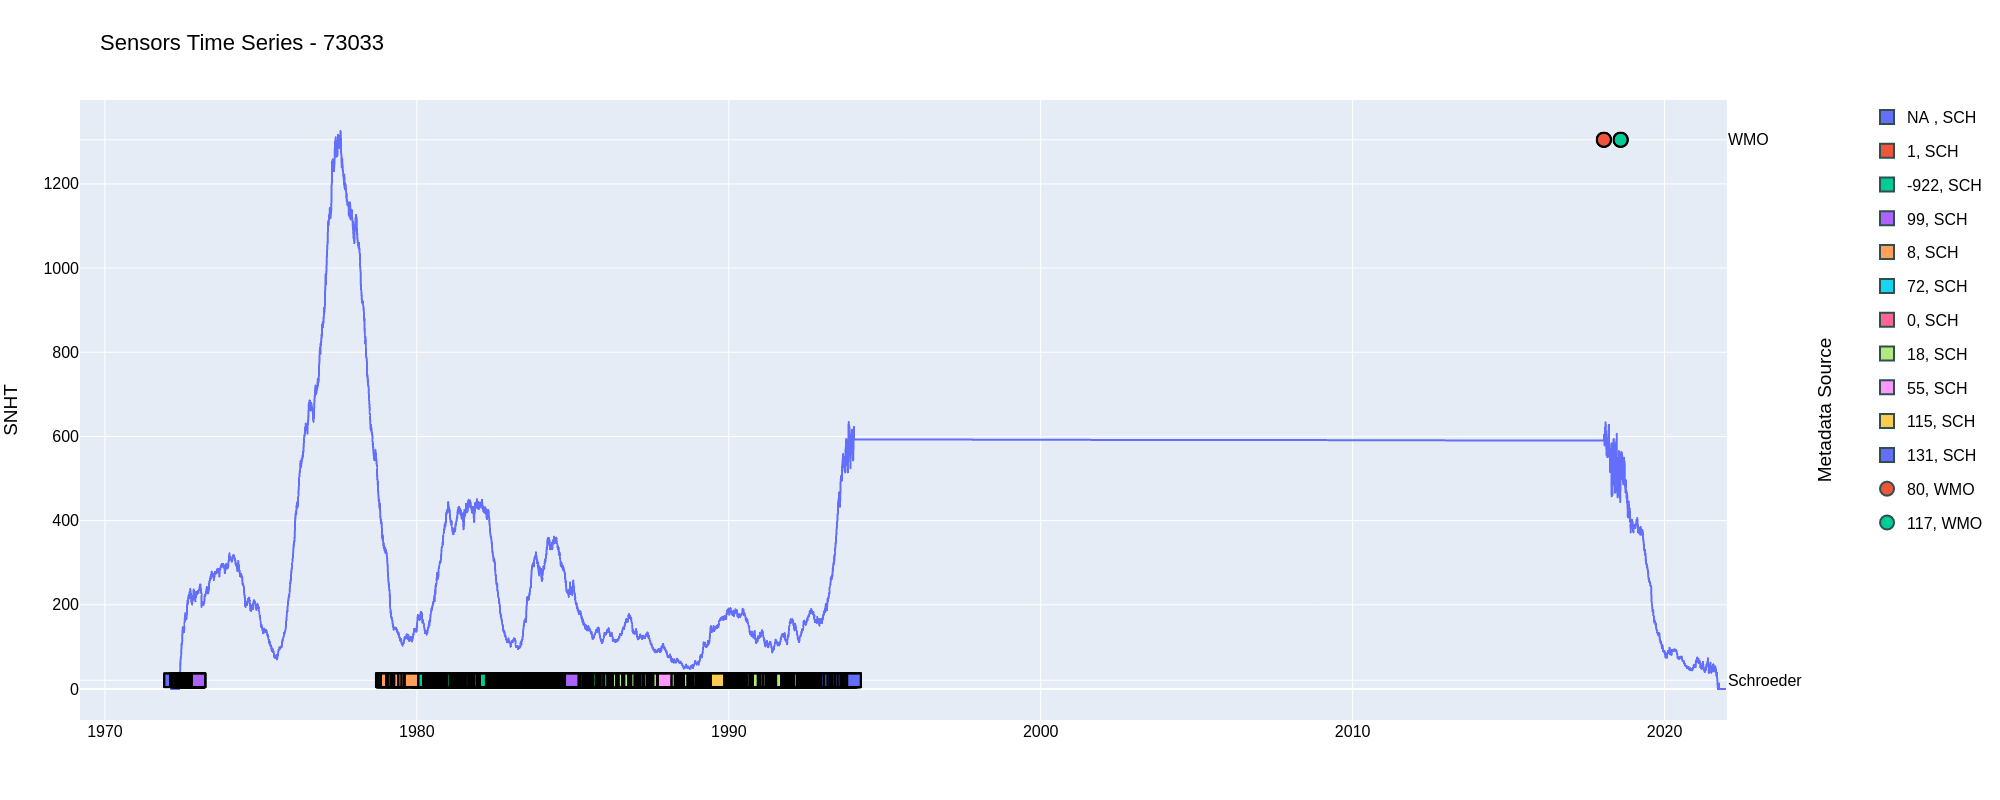 Sensors Time Series - 73033
SNHT
1200
1000
800
600
400
200
0
1970
1980
1990
2000
2010
2020
WMO
Schroeder
Metadata Source
NA , SCH
1, SCH
-922, SCH
99, SCH
8, SCH
72, SCH
0, SCH
18, SCH
55, SCH
115, SCH
131, SCH
80, WMO
117, WMO